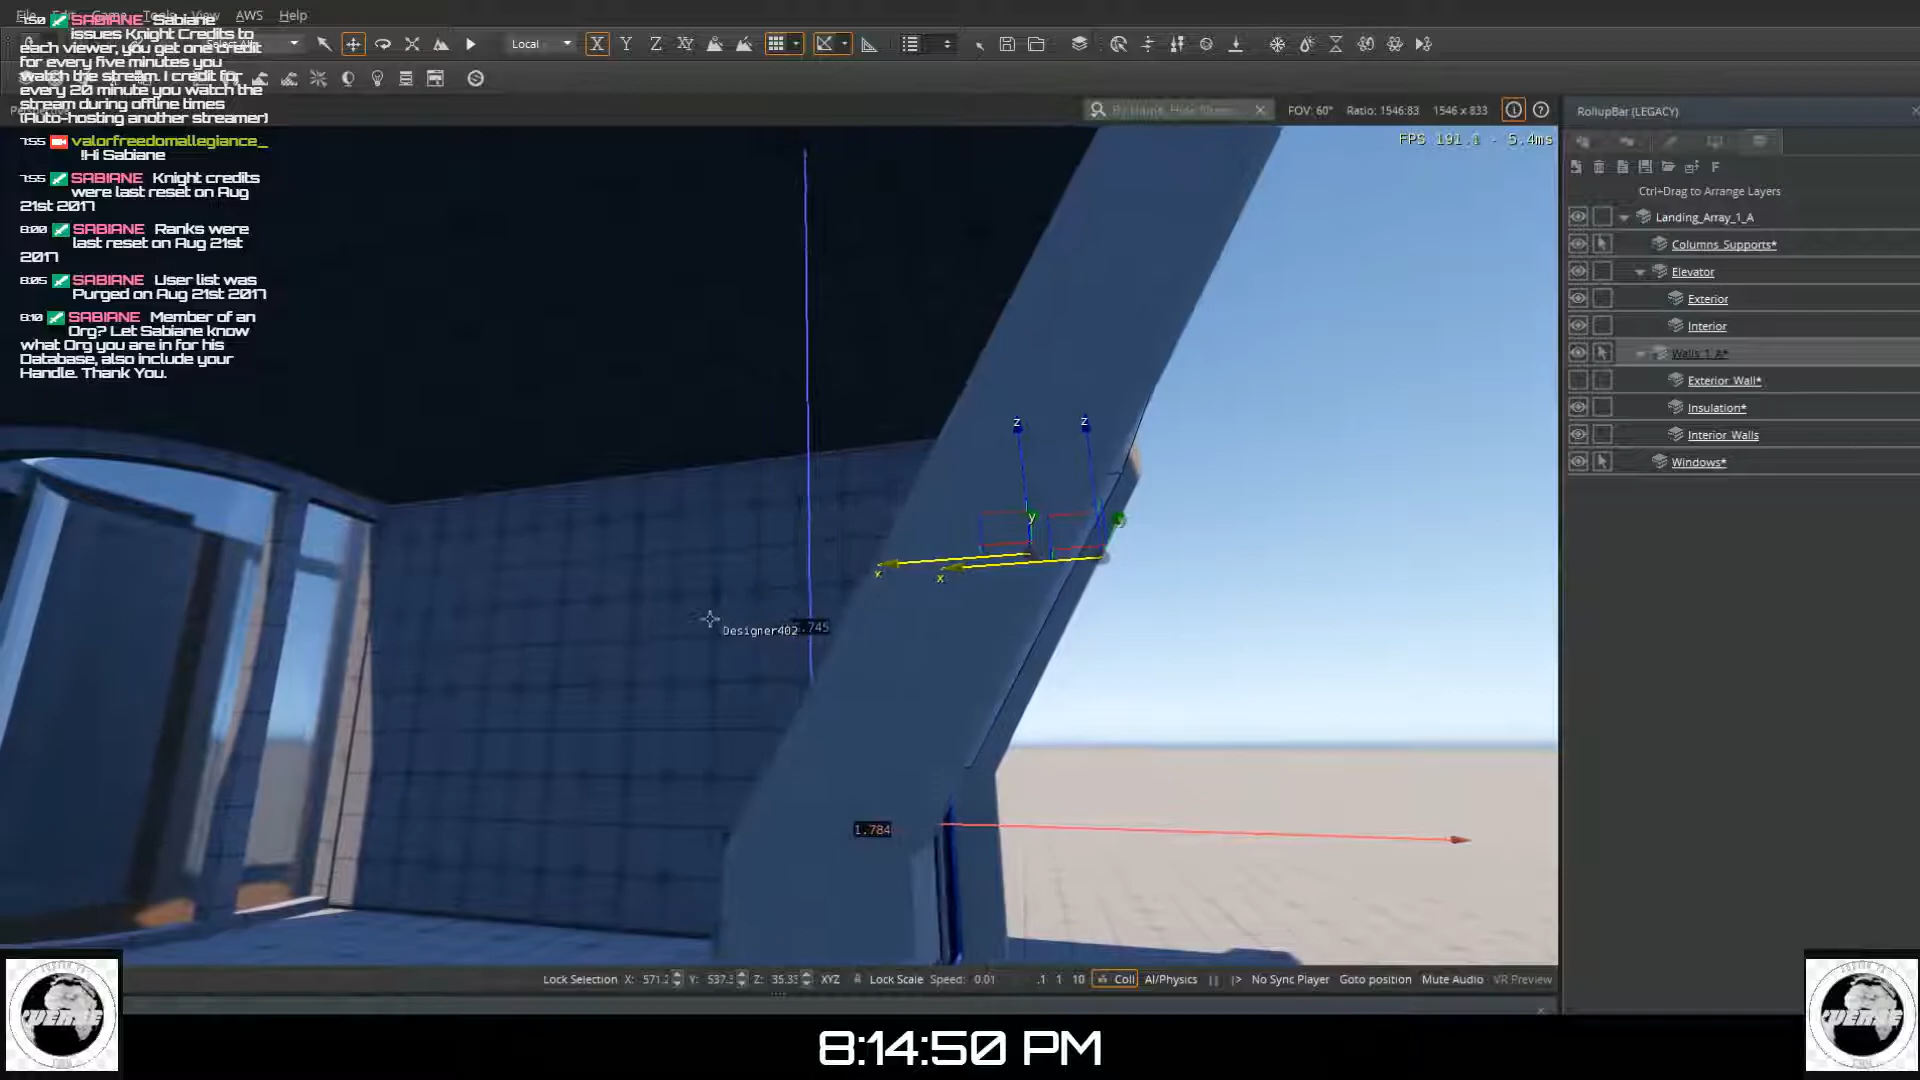 File Edit Game Tools View AWS Help
7:50 SABIANE Sabiane
issues Knight Credits to
each viewer, you get one credit
for every five minutes you
watch the stream. 1 credit for
every 20 minute you watch the
stream during offline times
(Auto-hosting another streamer)
7:55 valorfreedomallegiance_
!Hi Sabiane
7:55 SABIANE Knight credits
were last reset on Aug
21st 2017
8:00 SABIANE Ranks were
last reset on Aug 21st
2017
8:05 SABIANE User list was
Purged on Aug 21st 2017
8:10 SABIANE Member of an
Org? Let Sabiane know
what Org you are in for his
Database, also include your
Handle. Thank You.
Local X Y Z XY
FOV: 60° Ratio: 1546:83 1546 x 833
FPS 191.1 - 5.4ms
z z
y
x x
Designer402 .745
1.784
RollupBar (LEGACY)
F
Ctrl+Drag to Arrange Layers
Landing_Array_1_A
Columns_Supports*
Elevator
Exterior
Interior
Walls_1_A*
Exterior_Wall*
Insulation*
Interior_Walls
Windows*
Lock Selection X: 571.2 Y: 537.3 Z: 35.33 XYZ Lock Scale Speed: 0.01 .1 1 10 Coll AI/Physics || |> No Sync Player Goto position Mute Audio VR Preview
'VERSE
8:14:50 PM
'VERSE